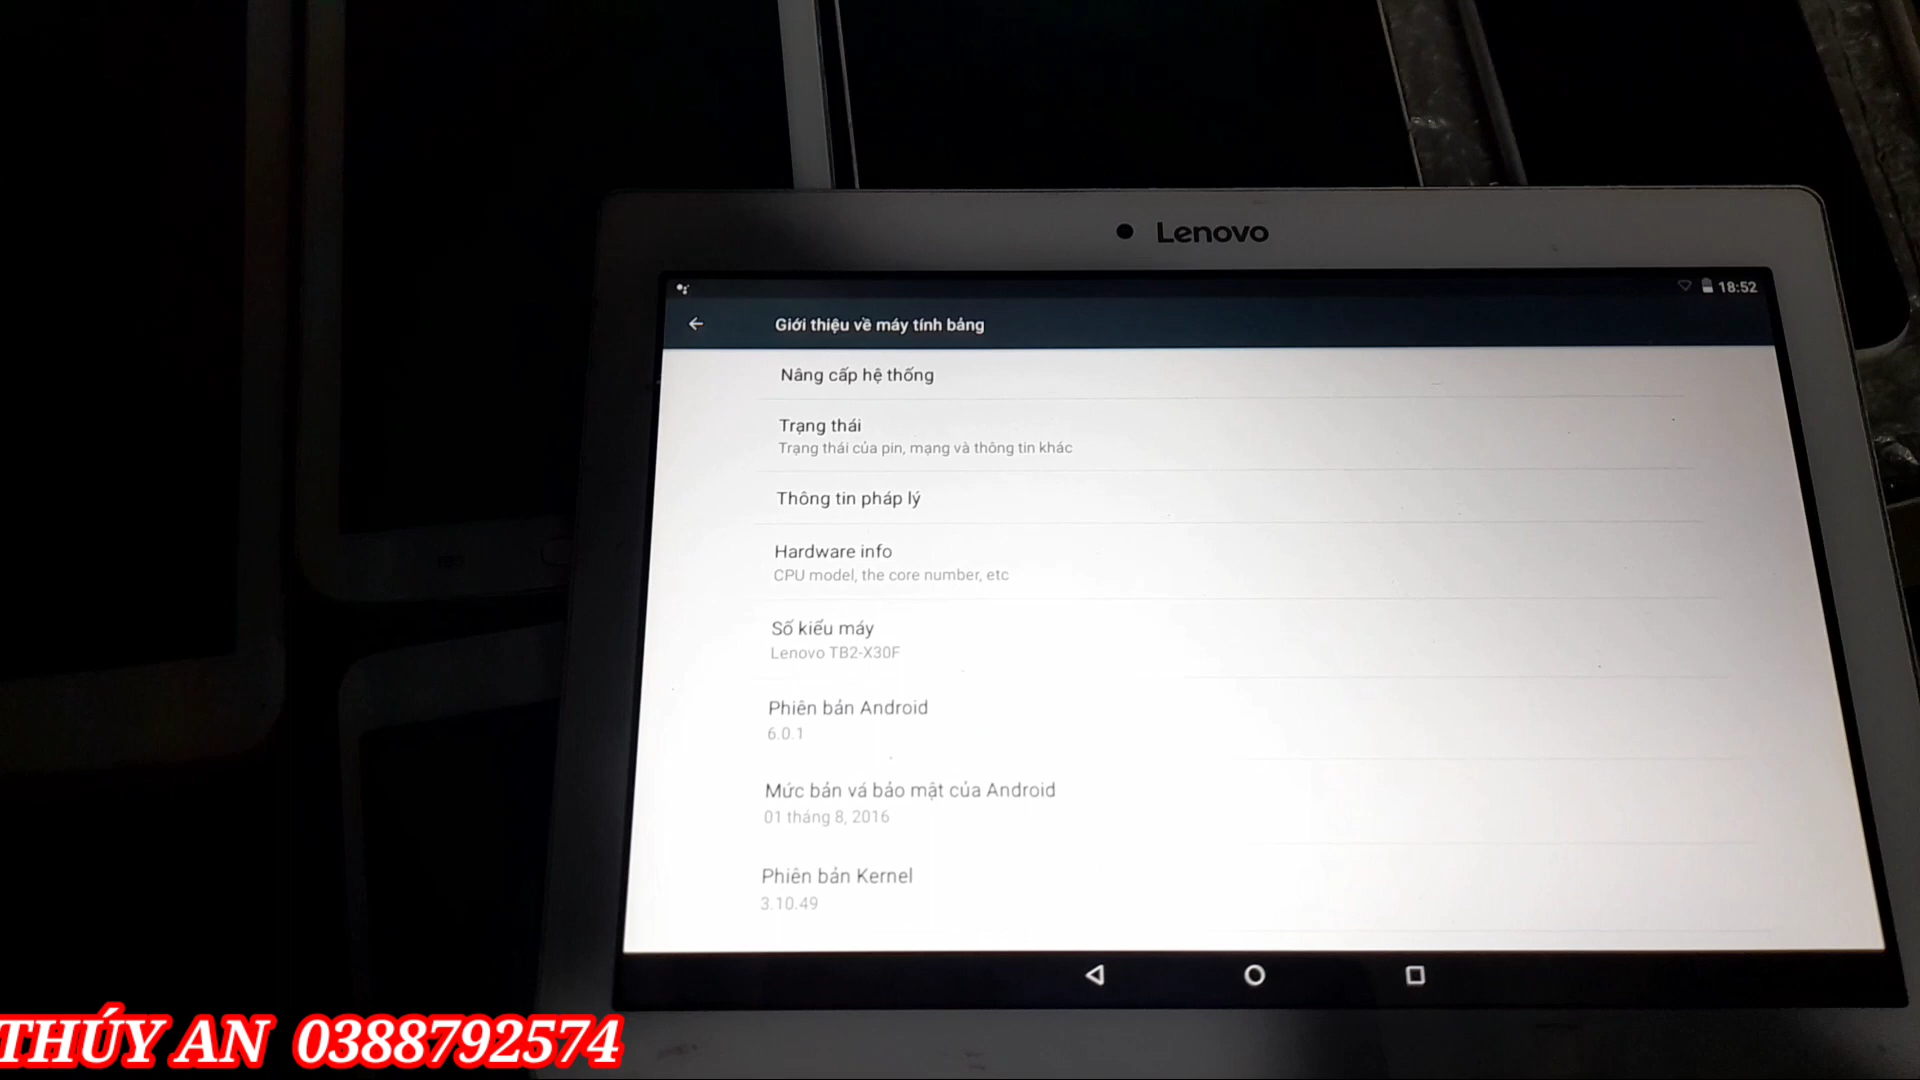 Lenovo
18:52
Giới thiệu về máy tính bảng
Nâng cấp hệ thống
Trạng thái
Trạng thái của pin, mạng và thông tin khác
Thông tin pháp lý
Hardware info
CPU model, the core number, etc
Số kiểu máy
Lenovo TB2-X30F
Phiên bản Android
6.0.1
Mức bản vá bảo mật của Android
01 tháng 8, 2016
Phiên bản Kernel
3.10.49
THÚY AN 0388792574